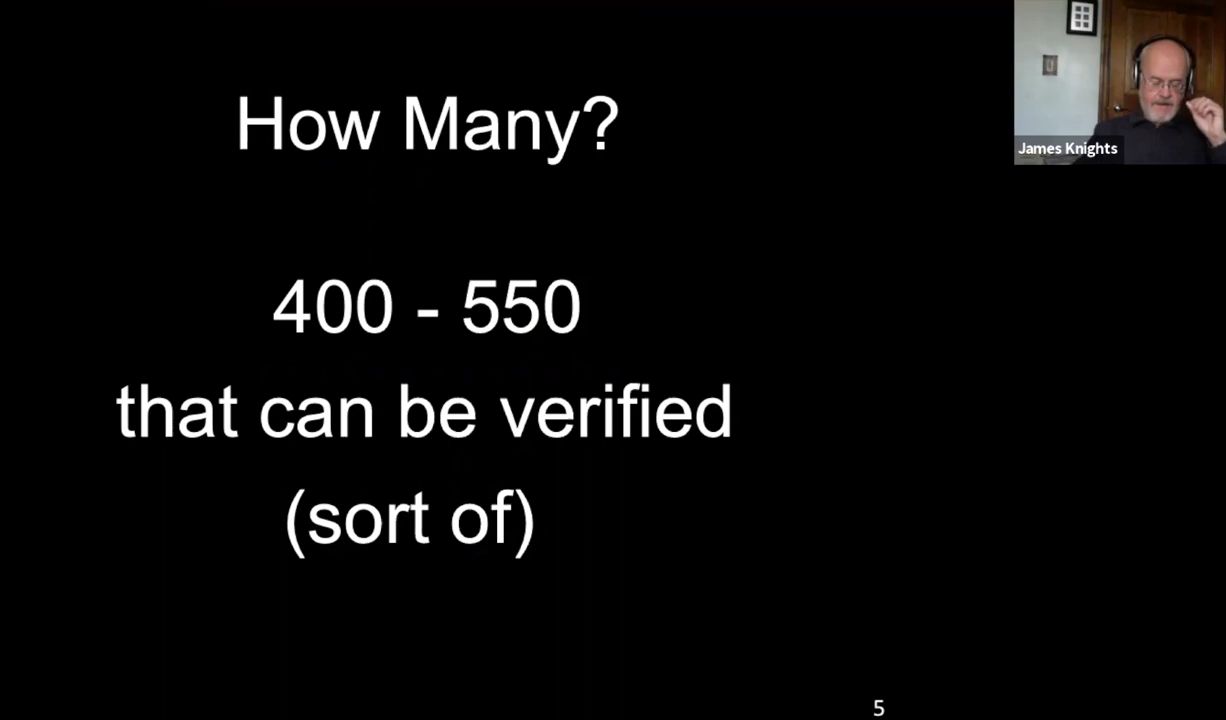 How Many?
400 - 550
that can be verified
(sort of)
James Knights
5